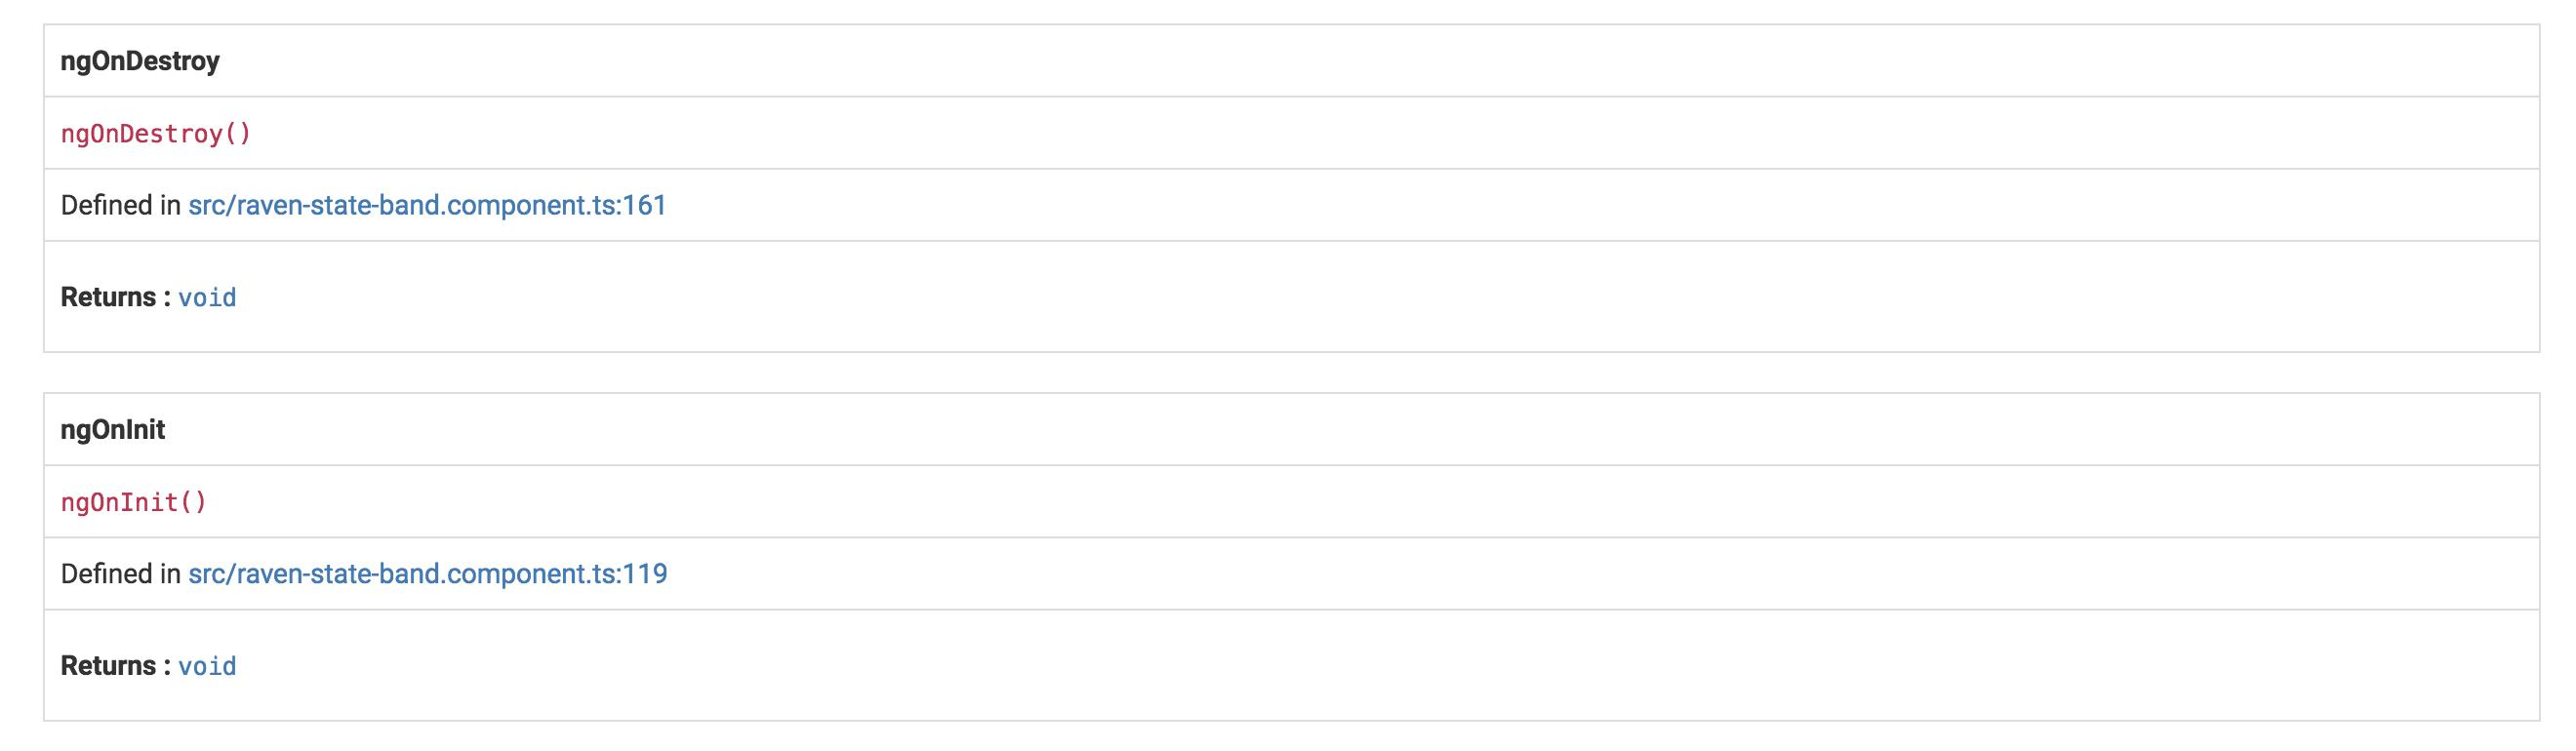 ngOnDestroy
ngOnDestroy()
Defined in src/raven-state-band.component.ts:161
Returns : void
ngOnInit
ngOnInit()
Defined in src/raven-state-band.component.ts:119
Returns : void